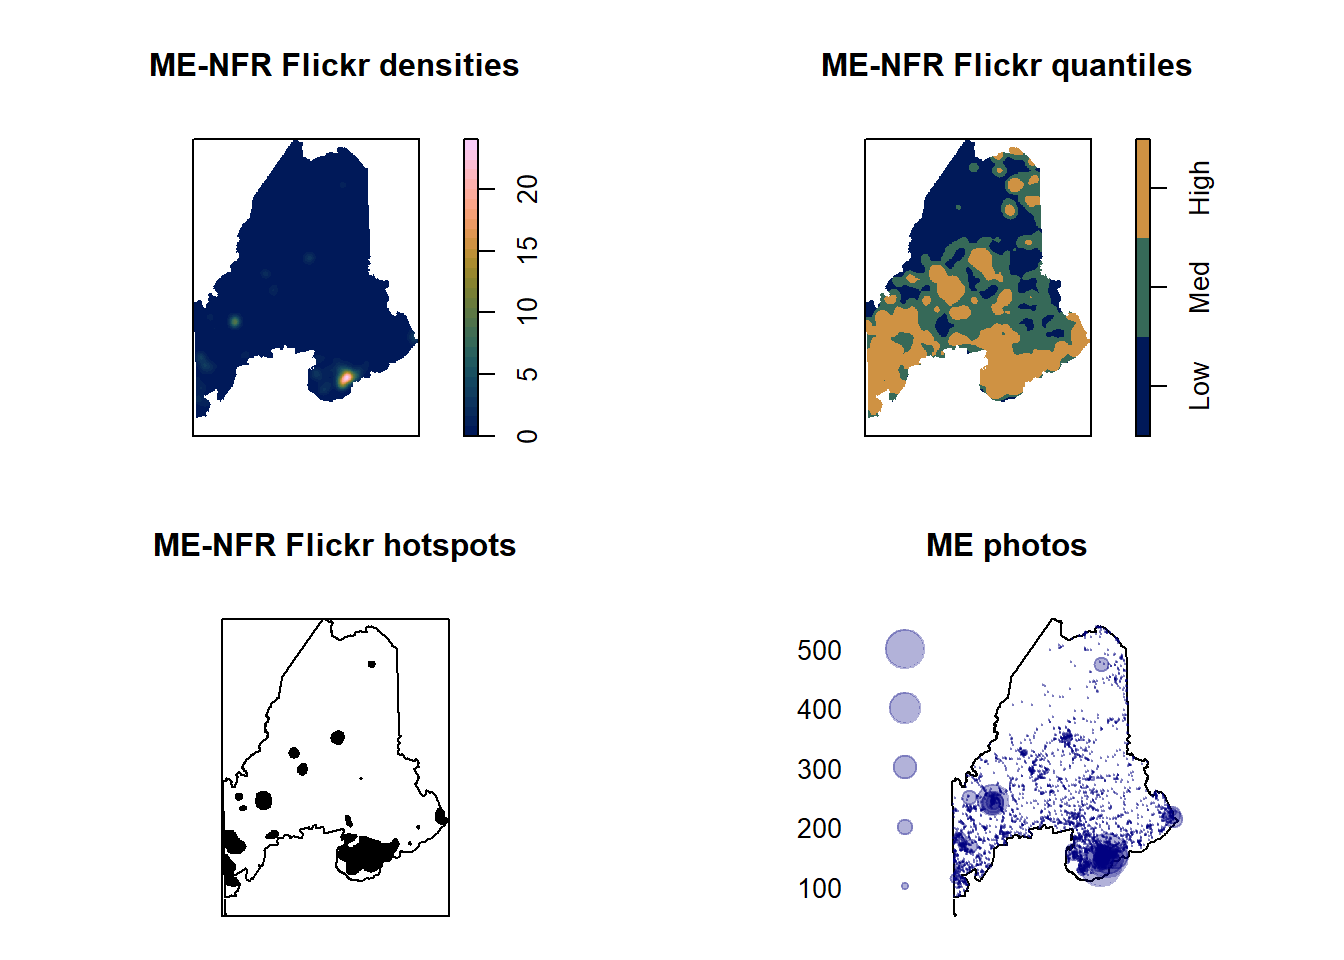 ME-NFR Flickr densities
20
15
10
5
0
ME-NFR Flickr quantiles
High
Med
Low
ME-NFR Flickr hotspots
ME photos
500
400
300
200
100